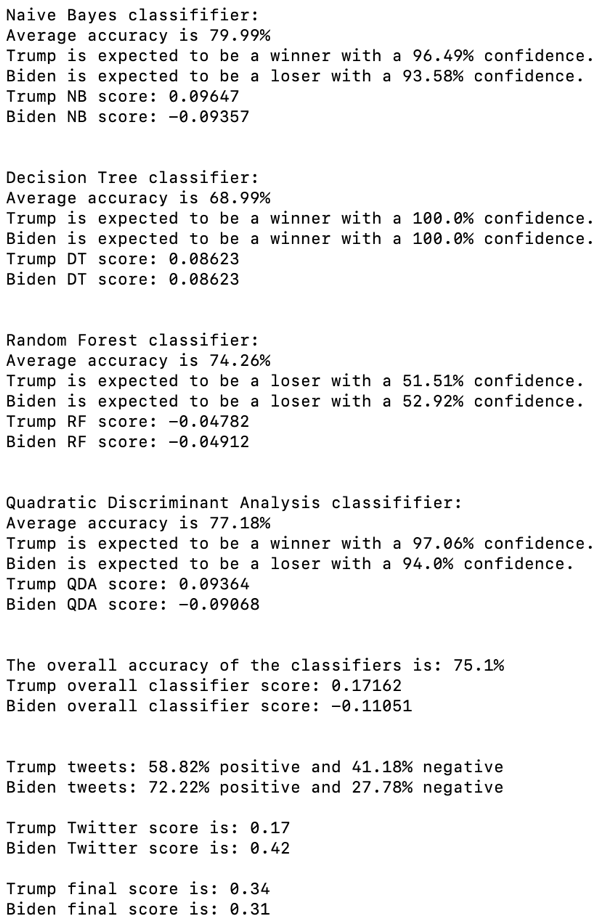 Naive Bayes classififier:
Average accuracy is 79.99%
Trump is expected to be a winner with a 96.49% confidence.
Biden is expected to be a loser with a 93.58% confidence.
Trump NB score: 0.09647
Biden NB score: -0.09357
Decision Tree classifier:
Average accuracy is 68.99%
Trump is expected to be a winner with a 100.0% confidence.
Biden is expected to be a winner with a 100.0% confidence.
Trump DT score: 0.08623
Biden DT score: 0.08623
Random Forest classifier:
Average accuracy is 74.26%
Trump is expected to be a loser with a 51.51% confidence.
Biden is expected to be a loser with a 52.92% confidence.
Trump RF score: -0.04782
Biden RF score: -0.04912
Quadratic Discriminant Analysis classififier:
Average accuracy is 77.18%
Trump is expected to be a winner with a 97.06% confidence.
Biden is expected to be a loser with a 94.0% confidence.
Trump QDA score: 0.09364
Biden QDA score: -0.09068
The overall accuracy of the classifiers is: 75.1%
Trump overall classifier score: 0.17162
Biden overall classifier score: -0.11051
Trump tweets: 58.82% positive and 41.18% negative
Biden tweets: 72.22% positive and 27.78% negative
Trump Twitter score is: 0.17
Biden Twitter score is: 0.42
Trump final score is: 0.34
Biden final score is: 0.31